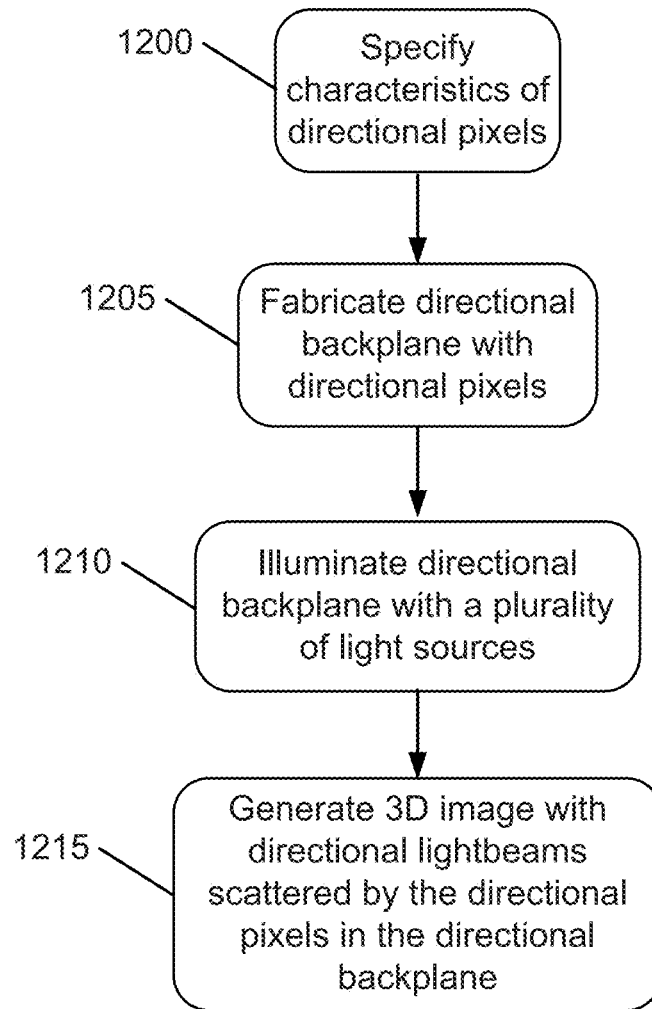 1200
Specify
characteristics of
directional pixels
1205
Fabricate directional
backplane with
directional pixels
1210
Illuminate directional
backplane with a plurality
of light sources
1215
Generate 3D image with
directional lightbeams
scattered by the directional
pixels in the directional
backplane